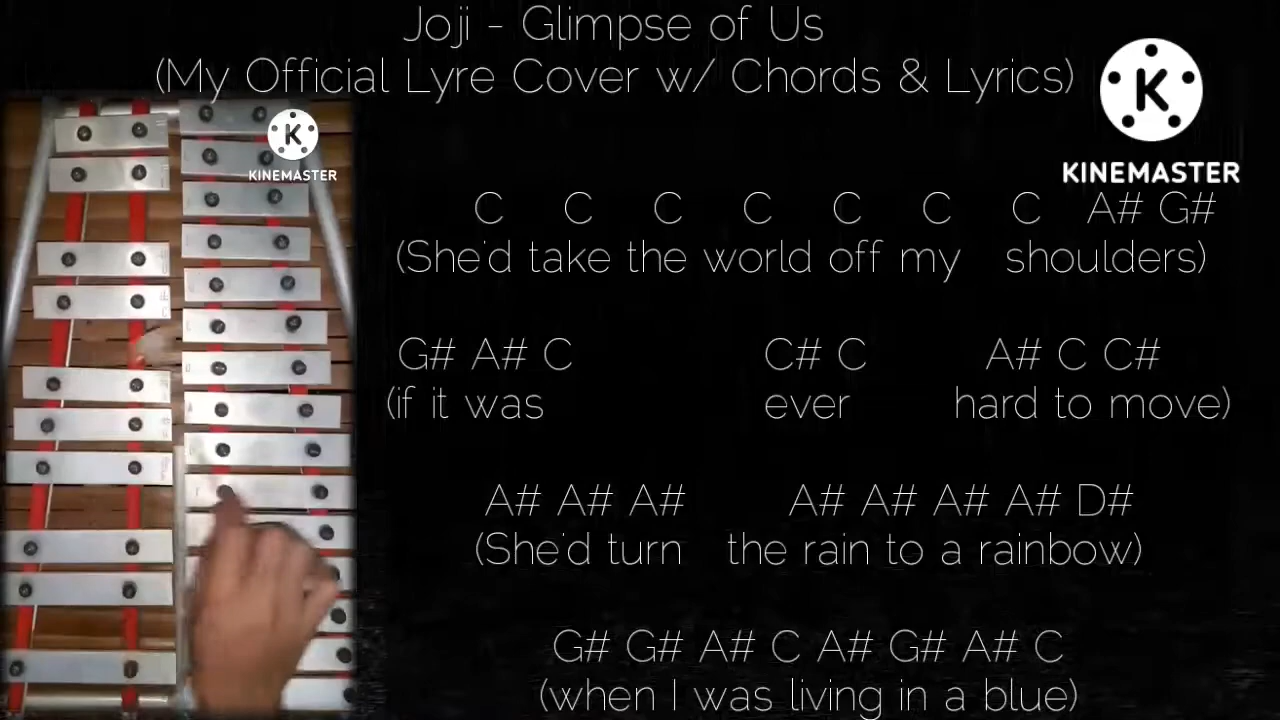 Joji - Glimpse of Us
(My Official Lyre Cover w/ Chords & Lyrics)
K
KINEMASTER
K
KINEMASTER
C C C C C C C A# G#
(She'd take the world off my shoulders)
G# A# C C# C A# C C#
(if it was ever hard to move)
A# A# A# A# A# A# A# D#
(She'd turn the rain to a rainbow)
G# G# A# C A# G# A# C
(when I was living in a blue)